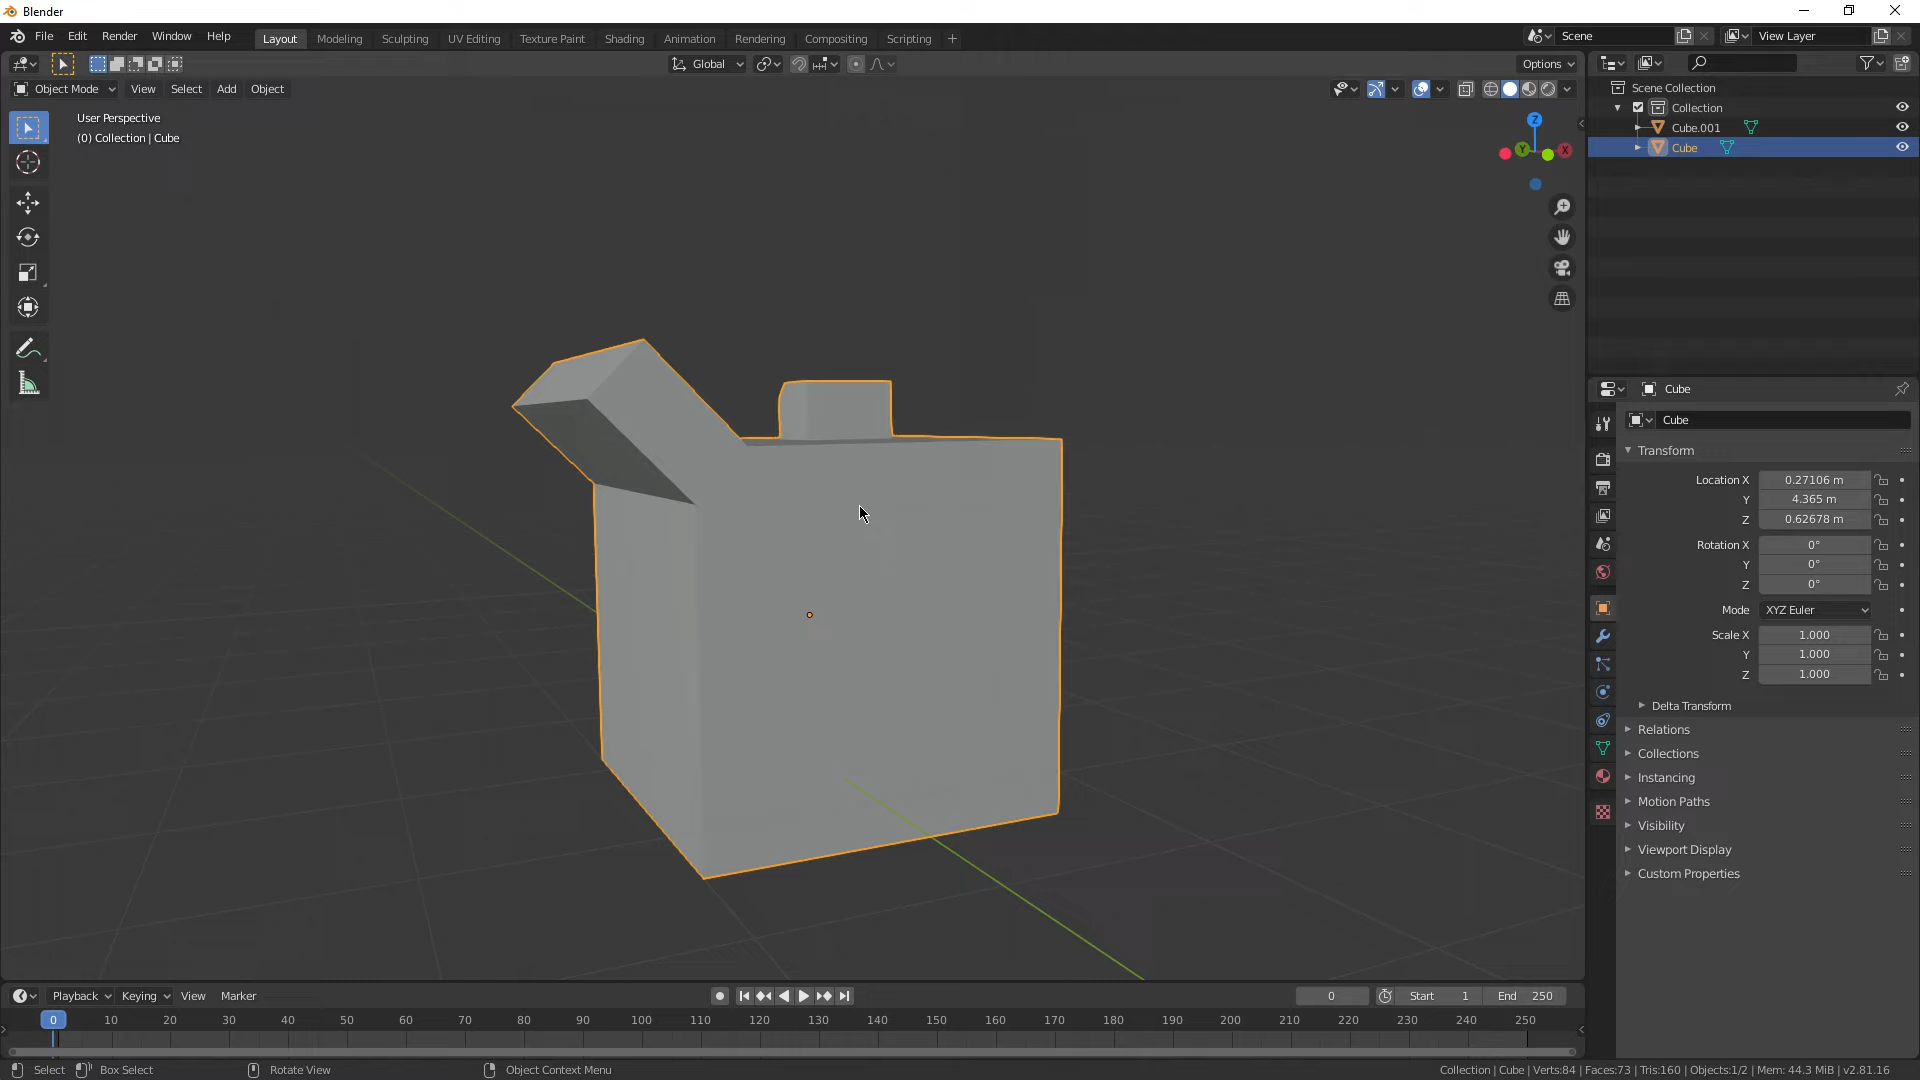 Blender
File Edit Render Window Help Layout Modeling Sculpting UV Editing Texture Paint Shading Animation Rendering Compositing Scripting + Scene View Layer
Global Options
Object Mode View Select Add Object
User Perspective
(0) Collection | Cube
Z
Y X
Scene Collection
Collection
Cube.001
Cube
Cube
Cube
Transform
Location X 0.27106 m
Y 4.365 m
Z 0.62678 m
Rotation X 0°
Y 0°
Z 0°
Mode XYZ Euler
Scale X 1.000
Y 1.000
Z 1.000
Delta Transform
Relations
Collections
Instancing
Motion Paths
Visibility
Viewport Display
Custom Properties
Playback Keying View Marker 0 Start 1 End 250
0 10 20 30 40 50 60 70 80 90 100 110 120 130 140 150 160 170 180 190 200 210 220 230 240 250
Select Box Select Rotate View Object Context Menu Collection | Cube | Verts:84 | Faces:73 | Tris:160 | Objects:1/2 | Mem: 44.3 MiB | v2.81.16